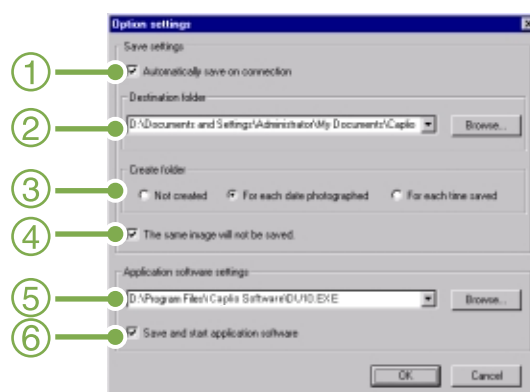 Option settings
Save settings
① Automatically save on connection
Destination folder
② D:\Documents and Settings\Administrator\My Documents\Caplio Browse...
Create folder
③ Not created For each date photographed For each time saved
④ The same image will not be saved.
Application software settings
⑤ D:\Program Files\Caplio Software\DU10.EXE Browse...
⑥ Save and start application software
OK Cancel